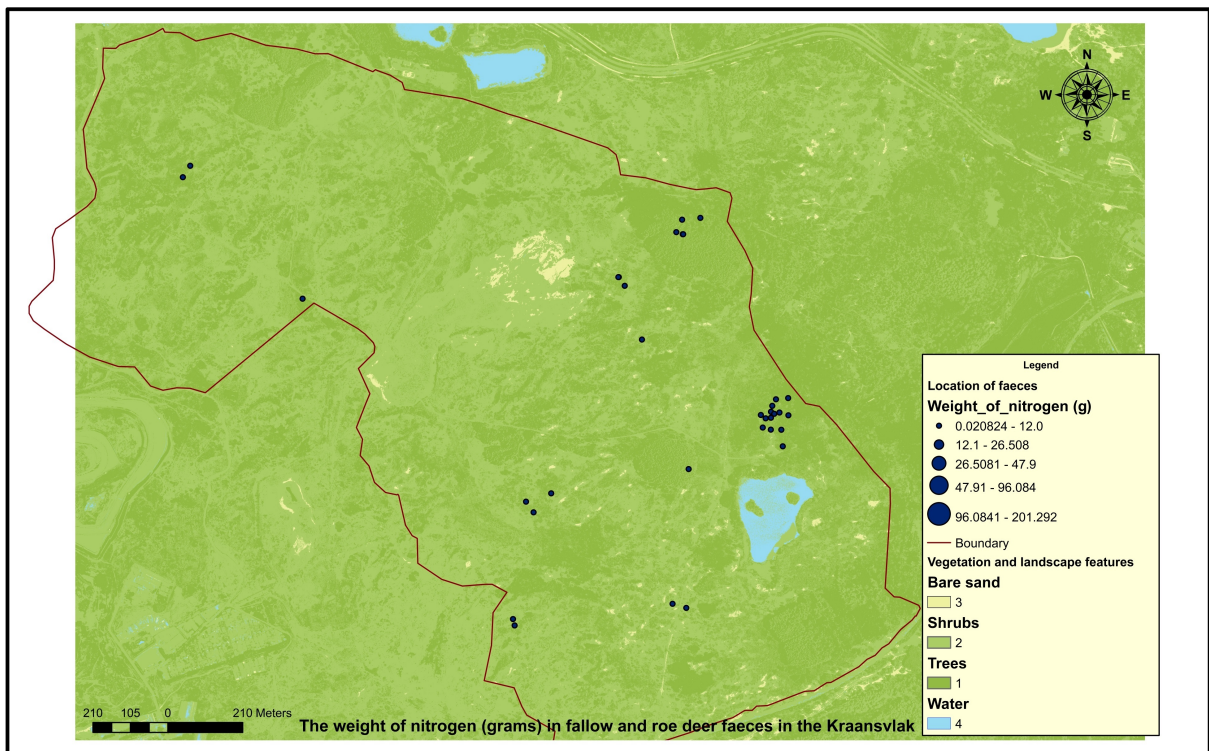 N
W E
S
Legend
Location of faeces
Weight_of_nitrogen (g)
0.020824 - 12.0
12.1 - 26.508
26.5081 - 47.9
47.91 - 96.084
96.0841 - 201.292
Boundary
Vegetation and landscape features
Bare sand
3
Shrubs
2
Trees
1
Water
4
210 105 0 210 Meters
The weight of nitrogen (grams) in fallow and roe deer faeces in the Kraansvlak